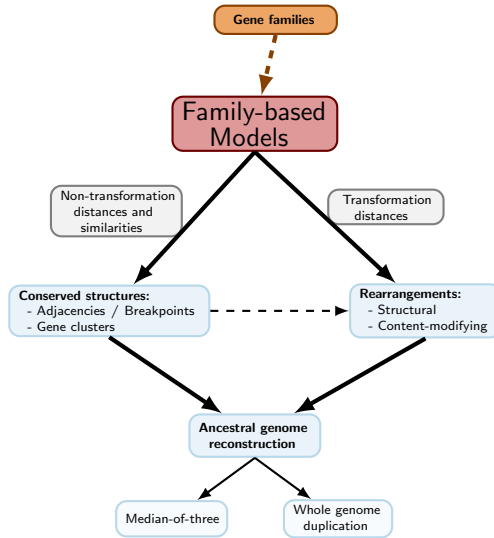 Gene families
Family-based
Models
Non-transformation
distances and
similarities
Transformation
distances
Conserved structures:
- Adjacencies / Breakpoints
- Gene clusters
Rearrangements:
- Structural
- Content-modifying
Ancestral genome
reconstruction
Median-of-three
Whole genome
duplication